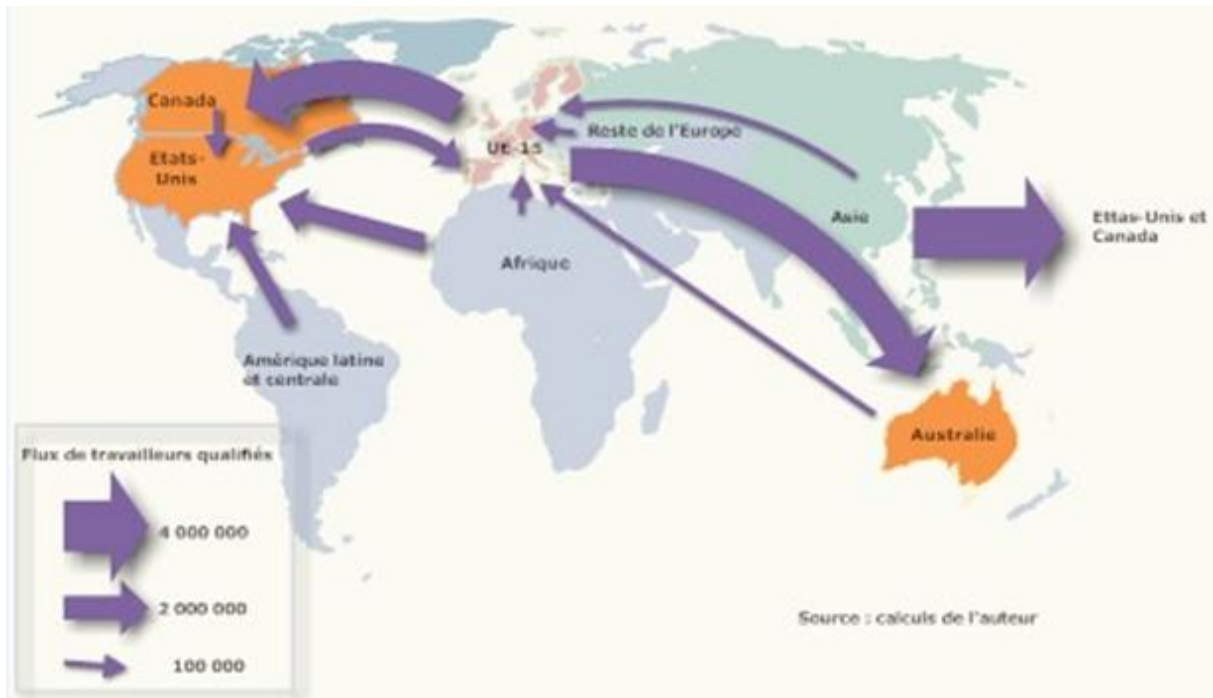 Canada
Etats-
Unis
UE-15
Reste de l'Europe
Asie
Ettas-Unis et
Canada
Afrique
Amérique latine
et centrale
Australie
Flux de travailleurs qualifiés
4 000 000
2 000 000
100 000
Source : calculs de l'auteur